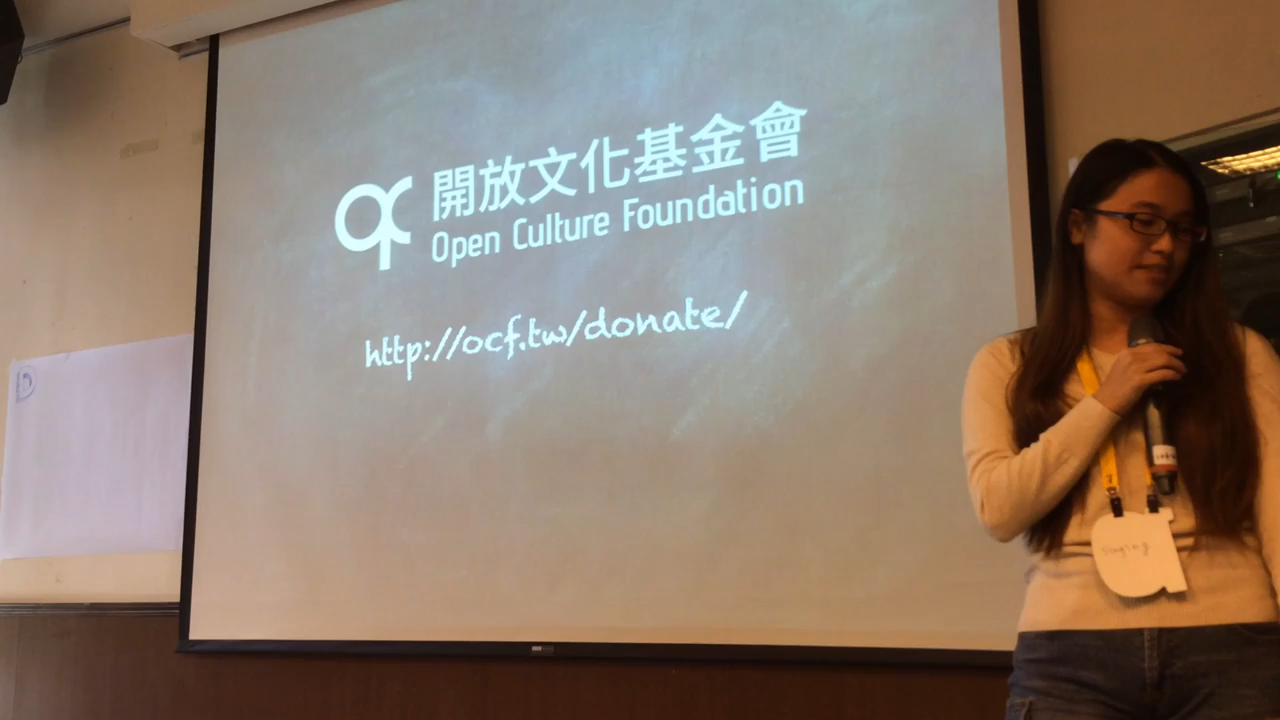 開放文化基金會
Open Culture Foundation
http://ocf.tw/donate/